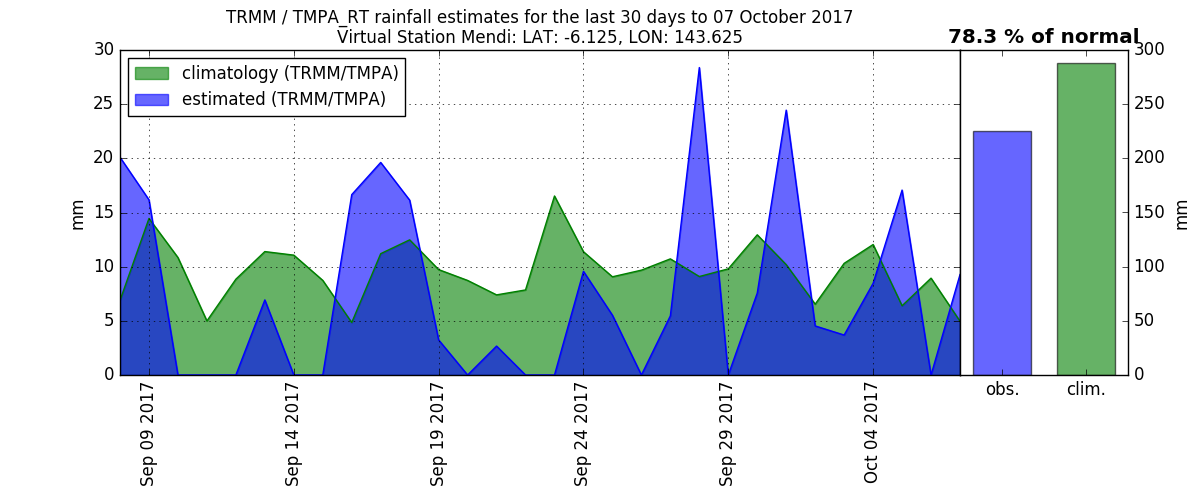 TRMM / TMPA_RT rainfall estimates for the last 30 days to 07 October 2017
Virtual Station Mendi: LAT: -6.125, LON: 143.625
78.3 % of normal
climatology (TRMM/TMPA)
estimated (TRMM/TMPA)
30
25
20
15
10
5
0
mm
Sep 09 2017
Sep 14 2017
Sep 19 2017
Sep 24 2017
Sep 29 2017
Oct 04 2017
obs.
clim.
300
250
200
150
100
50
0
mm